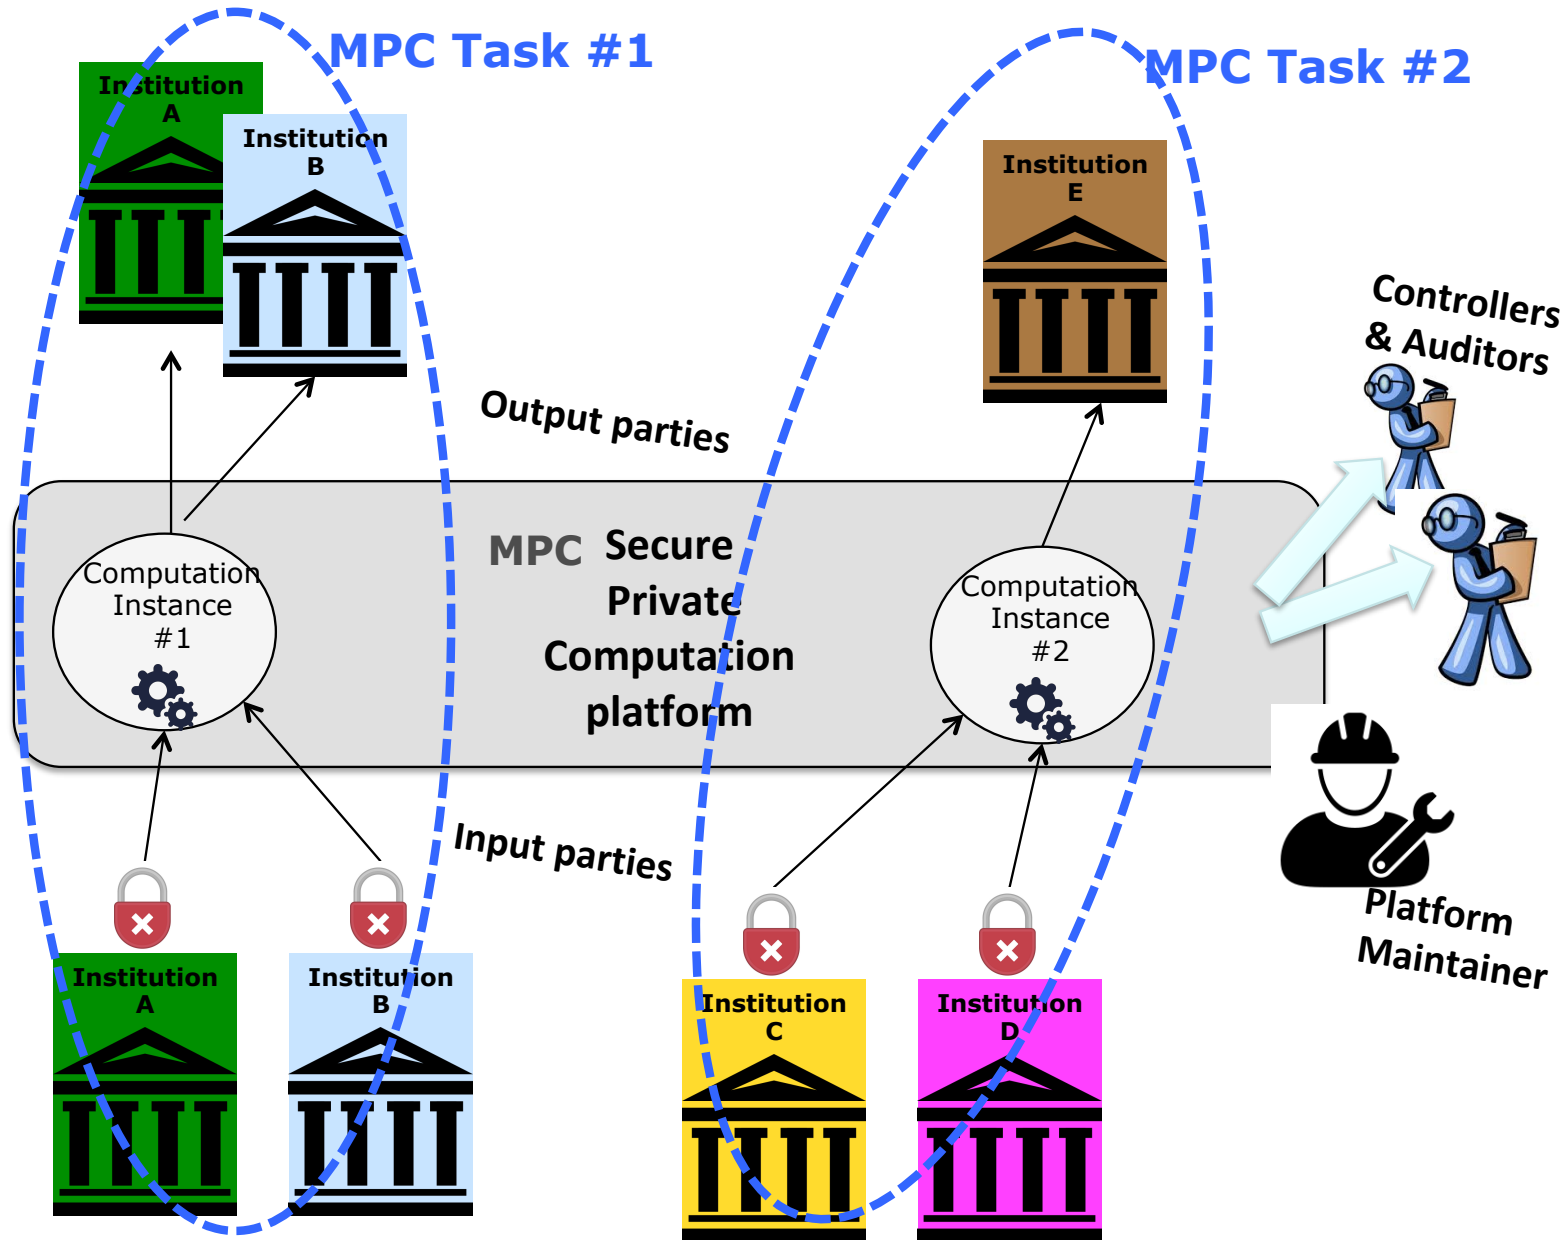 MPC Task #1
MPC Task #2
Institution
A
Institution
B
Institution
E
Controllers
& Auditors
Output parties
MPC
Secure
Private
Computation
platform
Computation
Instance
#1
Computation
Instance
#2
Input parties
Platform
Maintainer
Institution
A
Institution
B
Institution
C
Institution
D